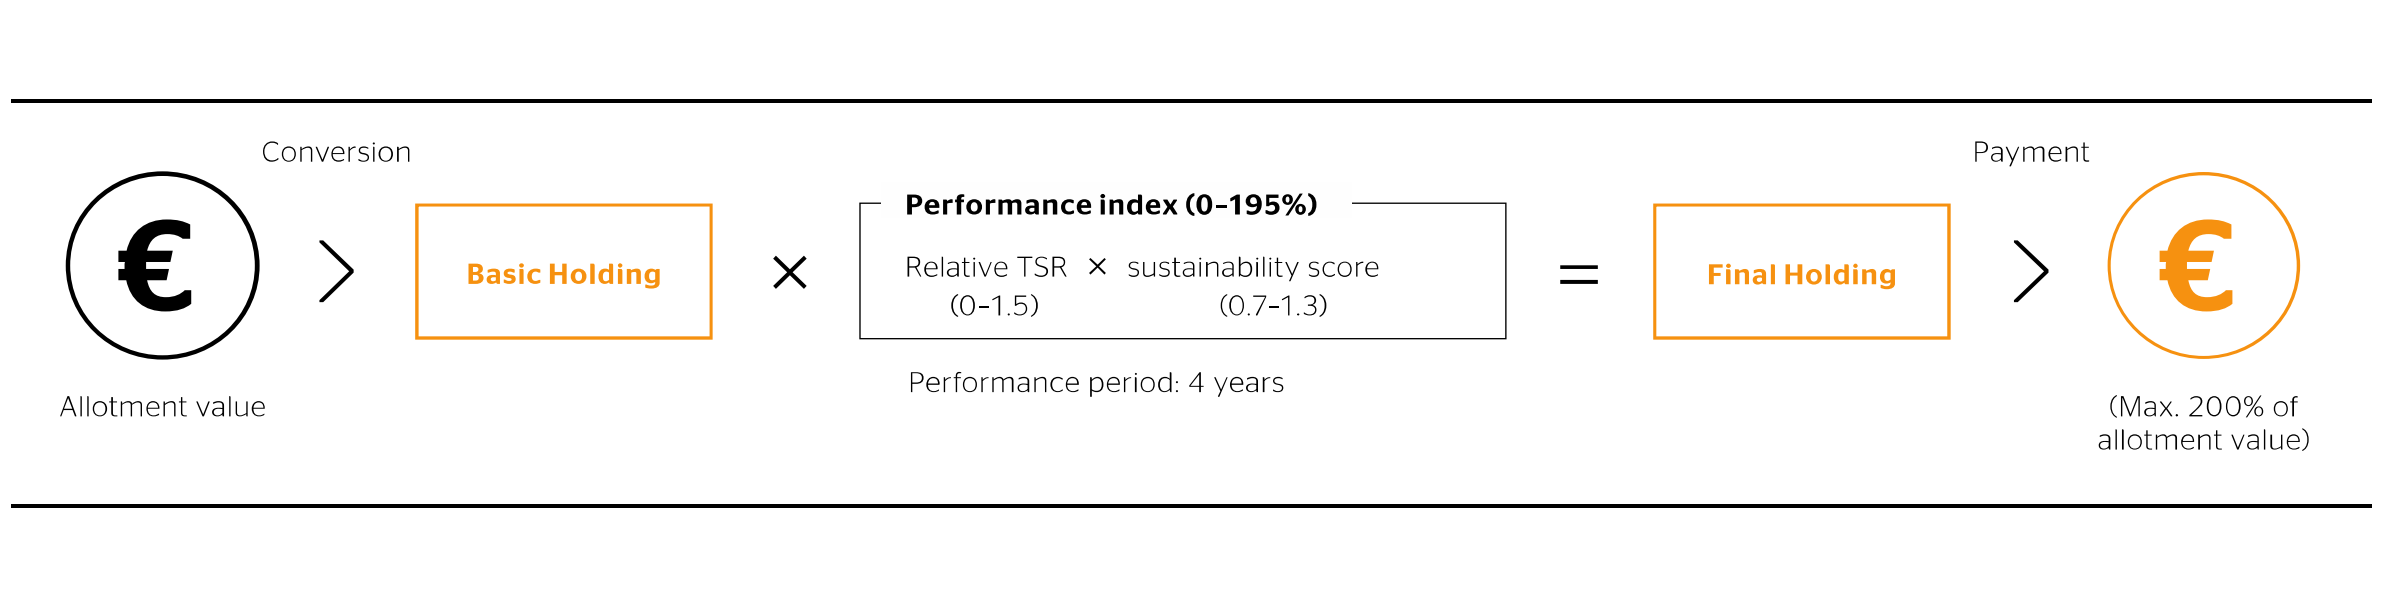 Conversion
Payment
€
Basic Holding
×
Performance index (0–195%)
Relative TSR × sustainability score
(0–1.5) (0.7–1.3)
=
Final Holding
€
Performance period: 4 years
Allotment value
(Max. 200% of
allotment value)